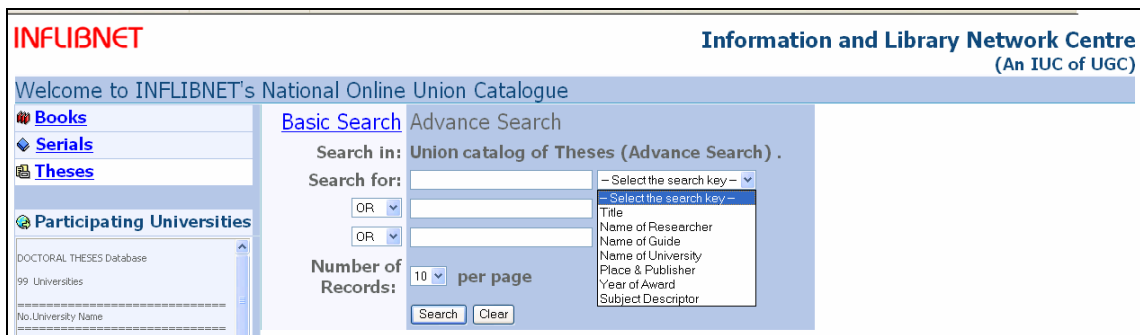 INFLIBNET
Information and Library Network Centre
(An IUC of UGC)
Welcome to INFLIBNET's National Online Union Catalogue
Books
Serials
Theses
Participating Universities
DOCTORAL THESES Database
99 Universities
==============================
No.University Name
==============================
Basic Search Advance Search
Search in: Union catalog of Theses (Advance Search) .
Search for: – Select the search key –
– Select the search key –
Title
Name of Researcher
Name of Guide
Name of University
Place & Publisher
Year of Award
Subject Descriptor
OR
OR
Number of Records: 10 per page
Search Clear